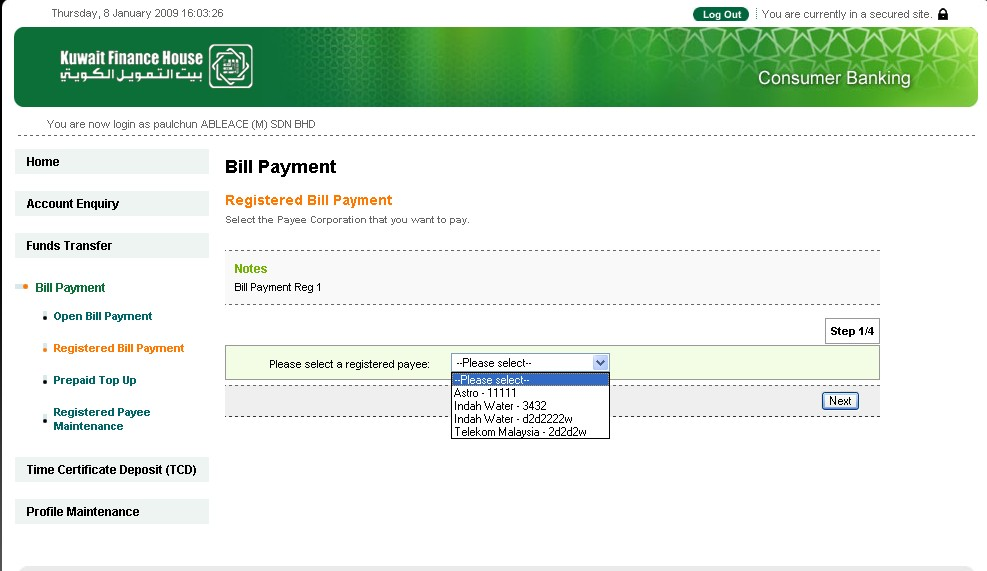 Thursday, 8 January 2009 16:03:26
Log Out
You are currently in a secured site.
Kuwait Finance House
بيت التمويل الكويتي
Consumer Banking
You are now login as paulchun ABLEACE (M) SDN BHD
Home
Account Enquiry
Funds Transfer
Bill Payment
Open Bill Payment
Registered Bill Payment
Prepaid Top Up
Registered Payee
Maintenance
Time Certificate Deposit (TCD)
Profile Maintenance
Bill Payment
Registered Bill Payment
Select the Payee Corporation that you want to pay.
Notes
Bill Payment Reg 1
Step 1/4
Please select a registered payee:
--Please select--
--Please select--
Astro - 11111
Indah Water - 3432
Indah Water - d2d2222w
Telekom Malaysia - 2d2d2w
Next